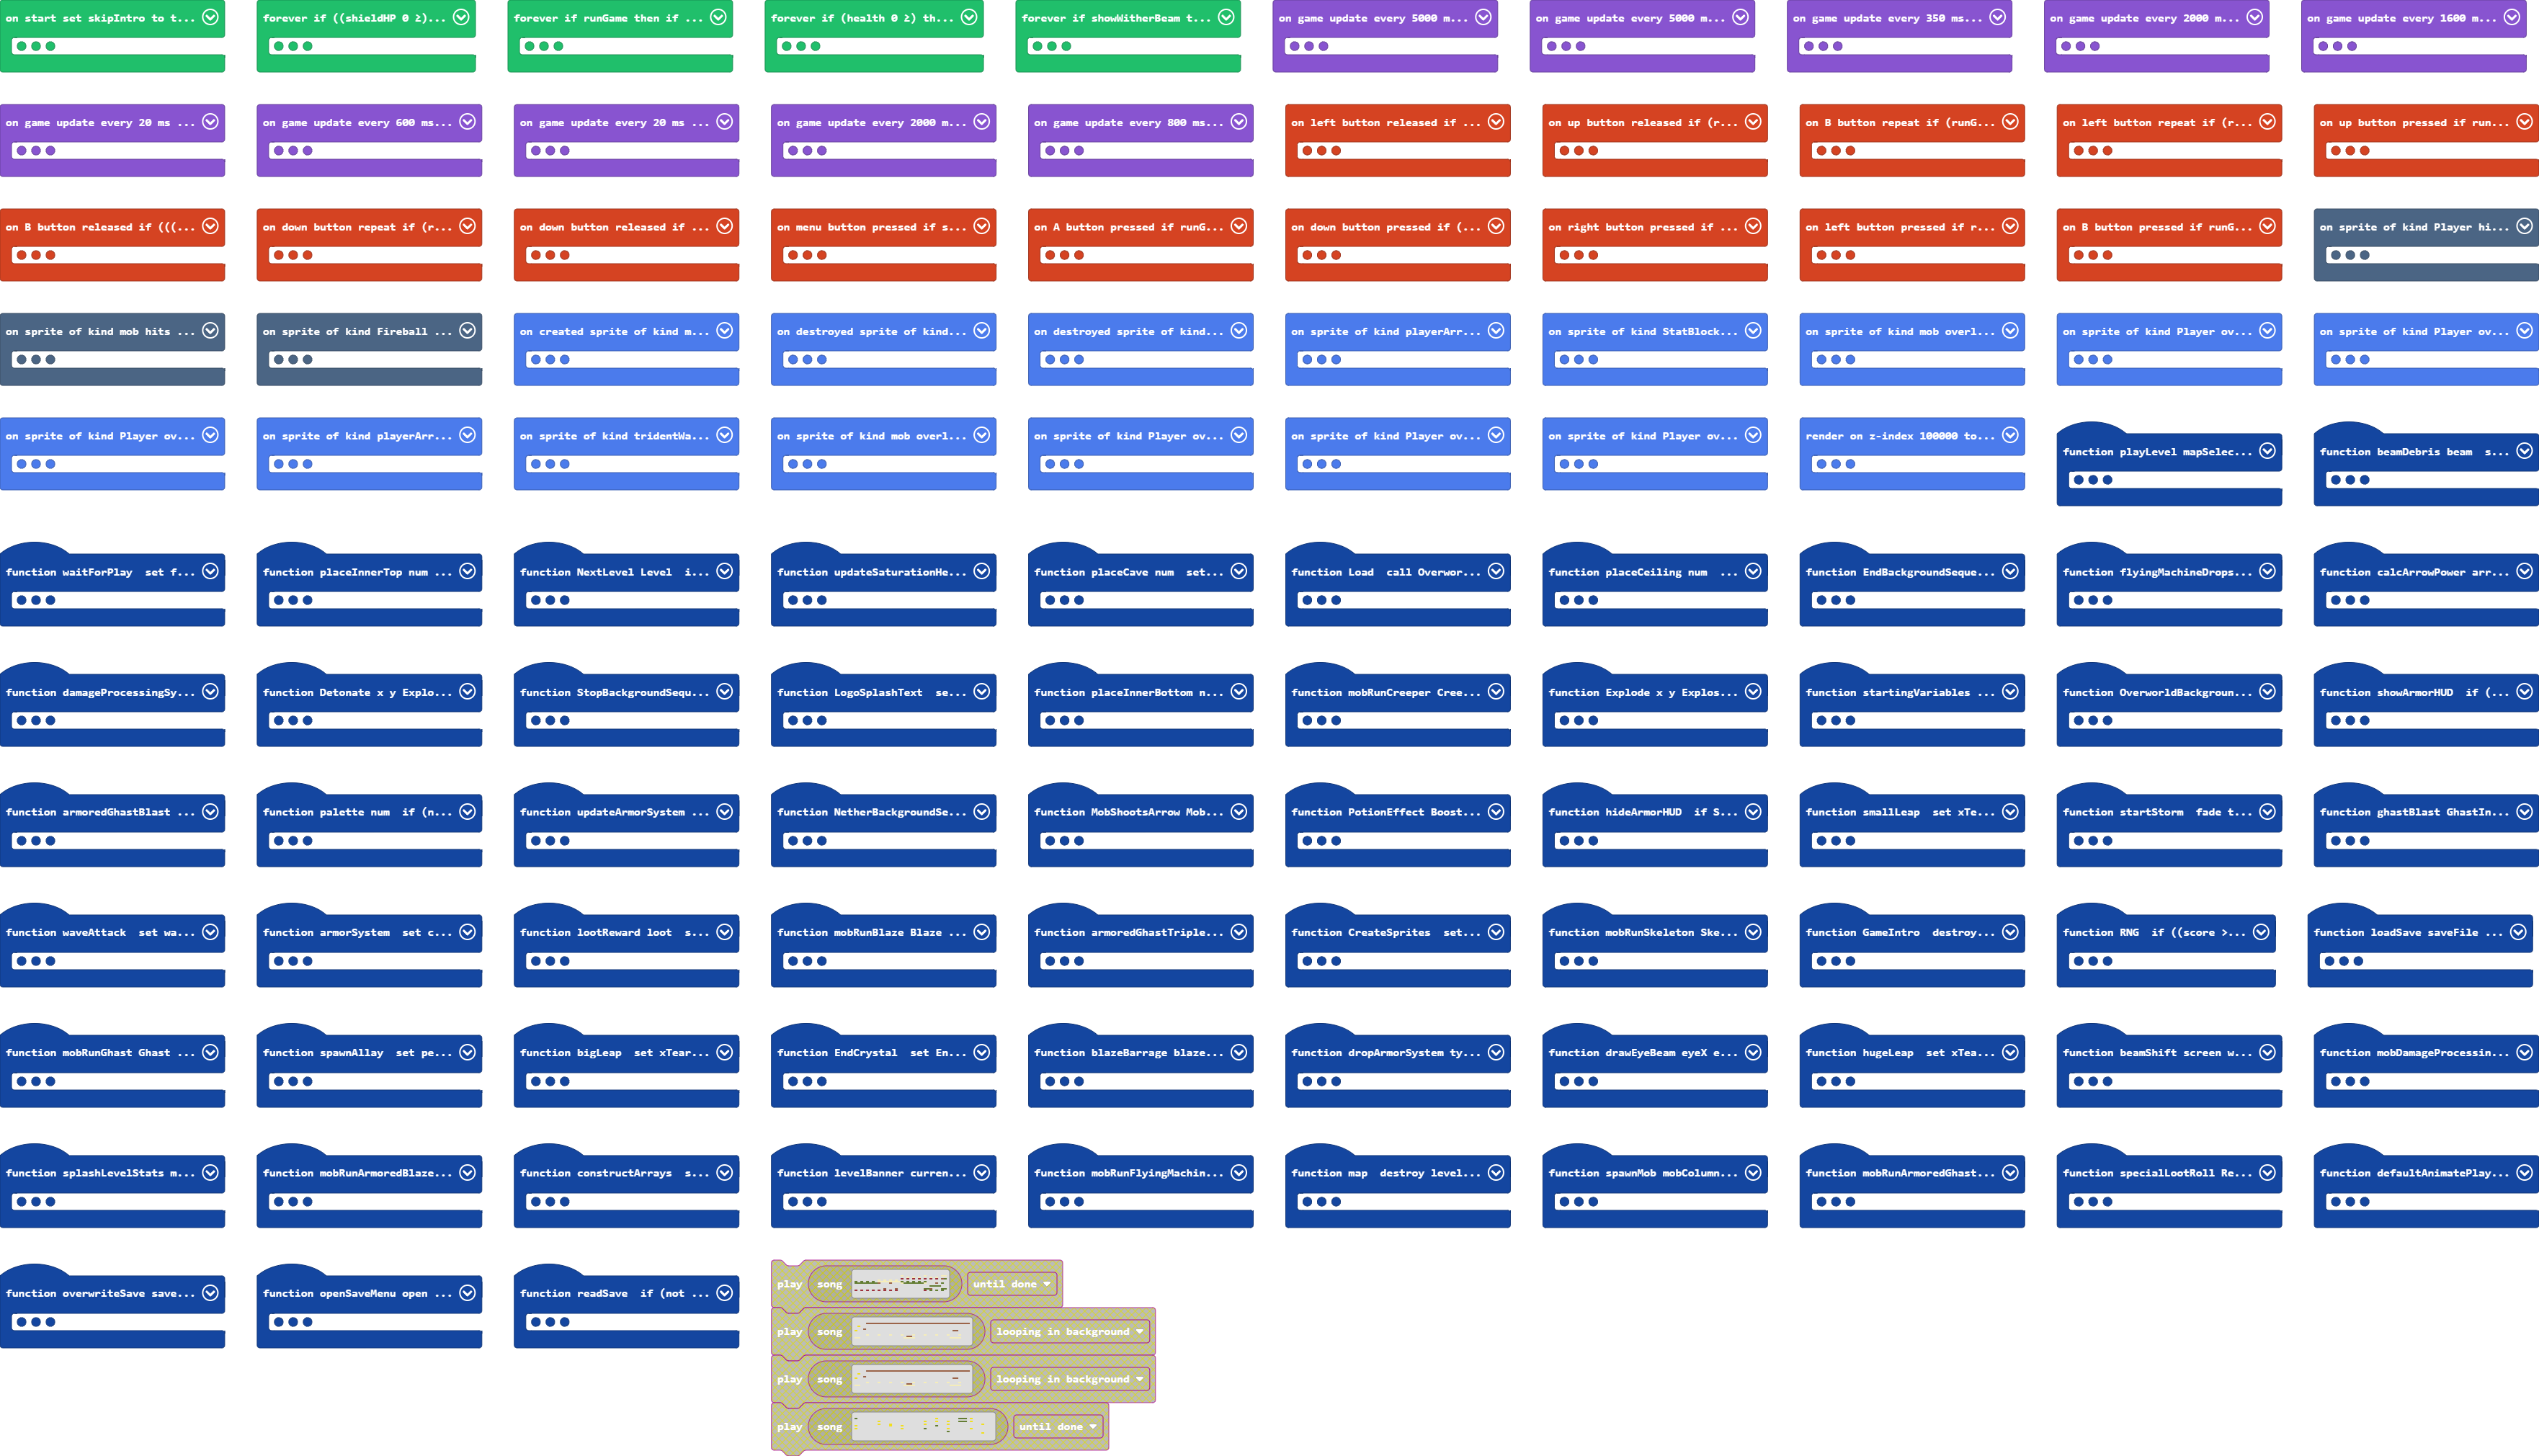 on start set skipIntro to t...
forever if ((shieldHP 0 ≥)...
forever if runGame then if ...
forever if (health 0 ≥) th...
forever if showWitherBeam t...
on game update every 5000 m...
on game update every 5000 m...
on game update every 350 ms...
on game update every 2000 m...
on game update every 1600 m...
on game update every 20 ms ...
on game update every 600 ms...
on game update every 20 ms ...
on game update every 2000 m...
on game update every 800 ms...
on left button released if ...
on up button released if (r...
on B button repeat if (runG...
on left button repeat if (r...
on up button pressed if run...
on B button released if (((...
on down button repeat if (r...
on down button released if ...
on menu button pressed if s...
on A button pressed if runG...
on down button pressed if (...
on right button pressed if ...
on left button pressed if r...
on B button pressed if runG...
on sprite of kind Player hi...
on sprite of kind mob hits ...
on sprite of kind Fireball ...
on created sprite of kind m...
on destroyed sprite of kind...
on destroyed sprite of kind...
on sprite of kind playerArr...
on sprite of kind StatBlock...
on sprite of kind mob overl...
on sprite of kind Player ov...
on sprite of kind Player ov...
on sprite of kind Player ov...
on sprite of kind playerArr...
on sprite of kind tridentWa...
on sprite of kind mob overl...
on sprite of kind Player ov...
on sprite of kind Player ov...
on sprite of kind Player ov...
render on z-index 100000 to...
function playLevel mapSelec...
function beamDebris beam  s...
function waitForPlay  set f...
function placeInnerTop num ...
function NextLevel Level  i...
function updateSaturationHe...
function placeCave num  set...
function Load  call Overwor...
function placeCeiling num  ...
function EndBackgroundSeque...
function flyingMachineDrops...
function calcArrowPower arr...
function damageProcessingSy...
function Detonate x y Explo...
function StopBackgroundSequ...
function LogoSplashText  se...
function placeInnerBottom n...
function mobRunCreeper Cree...
function Explode x y Explos...
function startingVariables ...
function OverworldBackgroun...
function showArmorHUD  if (...
function armoredGhastBlast ...
function palette num  if (n...
function updateArmorSystem ...
function NetherBackgroundSe...
function MobShootsArrow Mob...
function PotionEffect Boost...
function hideArmorHUD  if S...
function smallLeap  set xTe...
function startStorm  fade t...
function ghastBlast GhastIn...
function waveAttack  set wa...
function armorSystem  set c...
function lootReward loot  s...
function mobRunBlaze Blaze ...
function armoredGhastTriple...
function CreateSprites  set...
function mobRunSkeleton Ske...
function GameIntro  destroy...
function RNG  if ((score >...
function loadSave saveFile ...
function mobRunGhast Ghast ...
function spawnAllay  set pe...
function bigLeap  set xTear...
function EndCrystal  set En...
function blazeBarrage blaze...
function dropArmorSystem ty...
function drawEyeBeam eyeX e...
function hugeLeap  set xTea...
function beamShift screen w...
function mobDamageProcessin...
function splashLevelStats m...
function mobRunArmoredBlaze...
function constructArrays  s...
function levelBanner curren...
function mobRunFlyingMachin...
function map  destroy level...
function spawnMob mobColumn...
function mobRunArmoredGhast...
function specialLootRoll Re...
function defaultAnimatePlay...
function overwriteSave save...
function openSaveMenu open ...
function readSave  if (not ...
play song until done
play song looping in background
play song looping in background
play song until done